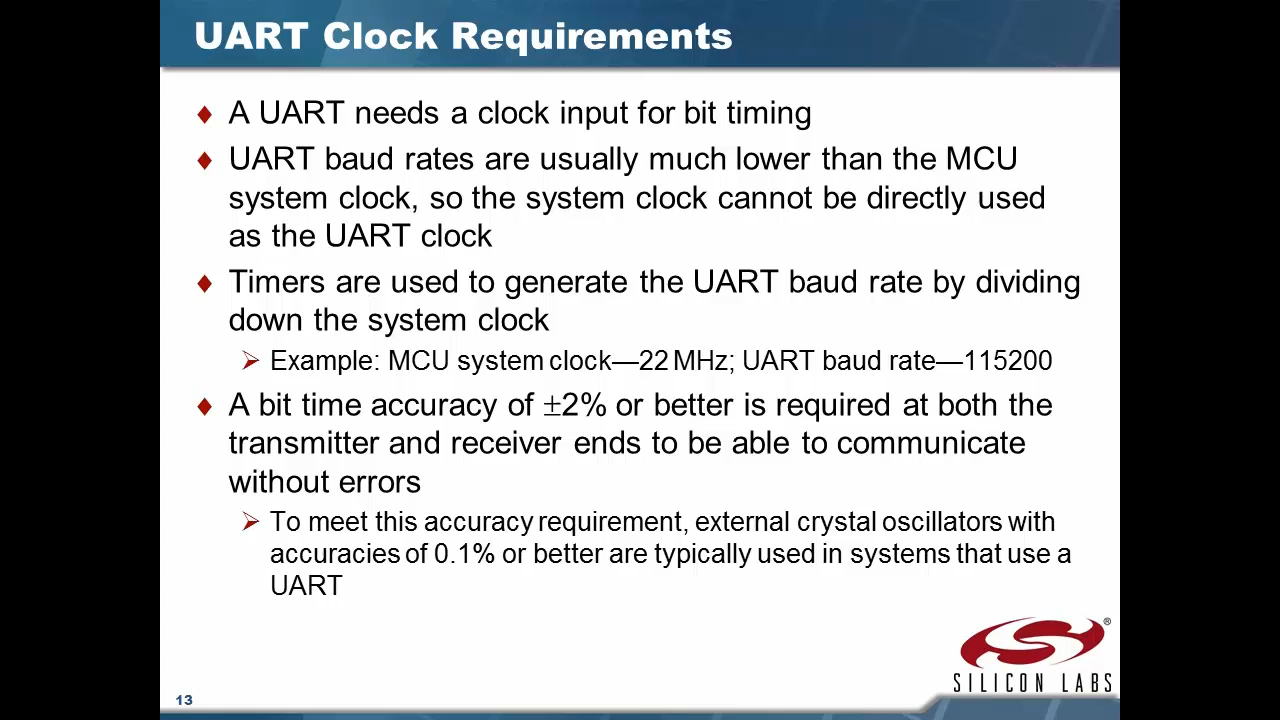 UART Clock Requirements
♦ A UART needs a clock input for bit timing
♦ UART baud rates are usually much lower than the MCU
system clock, so the system clock cannot be directly used
as the UART clock
♦ Timers are used to generate the UART baud rate by dividing
down the system clock
➢ Example: MCU system clock—22 MHz; UART baud rate—115200
♦ A bit time accuracy of ±2% or better is required at both the
transmitter and receiver ends to be able to communicate
without errors
➢ To meet this accuracy requirement, external crystal oscillators with
accuracies of 0.1% or better are typically used in systems that use a
UART
®
SILICON LABS
13